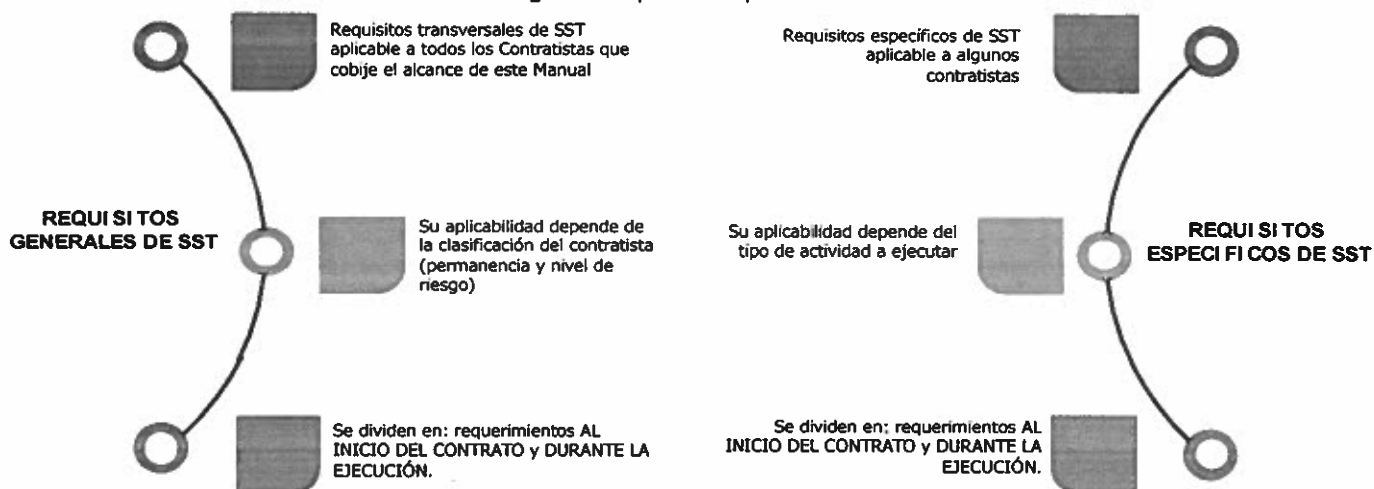 Requisitos transversales de SST
aplicable a todos los Contratistas que
cobije el alcance de este Manual
REQUISITOS
GENERALES DE SST
Su aplicabilidad depende de
la clasificación del contratista
(permanencia y nivel de
riesgo)
Se dividen en: requerimientos AL
INICIO DEL CONTRATO y DURANTE LA
EJECUCIÓN.
Requisitos específicos de SST
aplicable a algunos
contratistas
Su aplicabilidad depende del
tipo de actividad a ejecutar
REQUISITOS
ESPECIFICOS DE SST
Se dividen en: requerimientos AL
INICIO DEL CONTRATO y DURANTE LA
EJECUCIÓN.